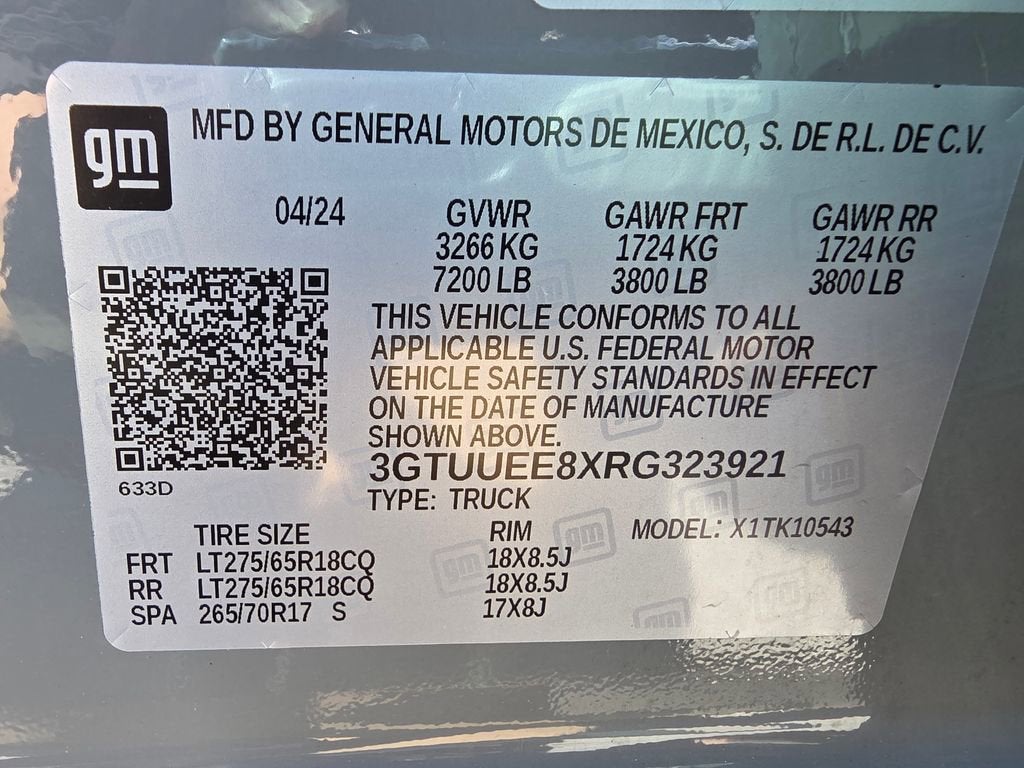 gm
MFD BY GENERAL MOTORS DE MEXICO, S. DE R.L. DE C.V.
04/24 GVWR GAWR FRT GAWR RR
3266 KG 1724 KG 1724 KG
7200 LB 3800 LB 3800 LB
THIS VEHICLE CONFORMS TO ALL
APPLICABLE U.S. FEDERAL MOTOR
VEHICLE SAFETY STANDARDS IN EFFECT
ON THE DATE OF MANUFACTURE
SHOWN ABOVE.
633D
3GTUUEE8XRG323921
TYPE: TRUCK
TIRE SIZE RIM MODEL: X1TK10543
FRT LT275/65R18CQ 18X8.5J
RR LT275/65R18CQ 18X8.5J
SPA 265/70R17 S 17X8J